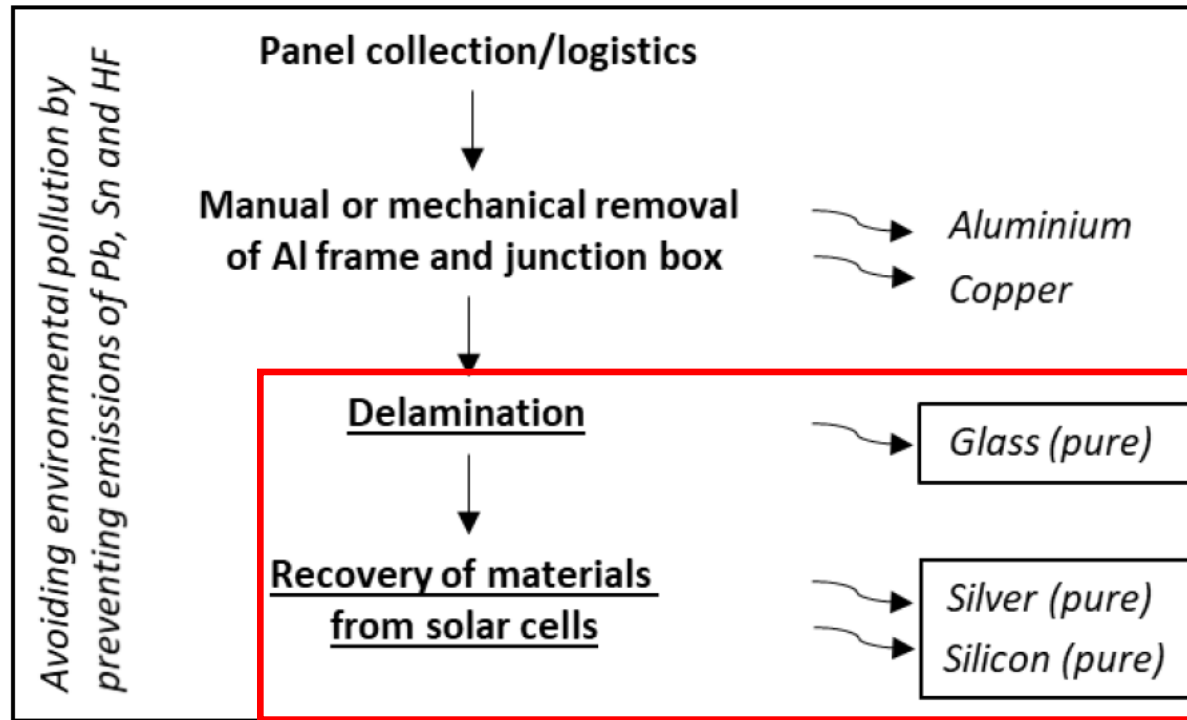 Avoiding environmental pollution by
preventing emissions of Pb, Sn and HF
Panel collection/logistics
Manual or mechanical removal
of Al frame and junction box
Aluminium
Copper
Delamination
Glass (pure)
Recovery of materials
from solar cells
Silver (pure)
Silicon (pure)